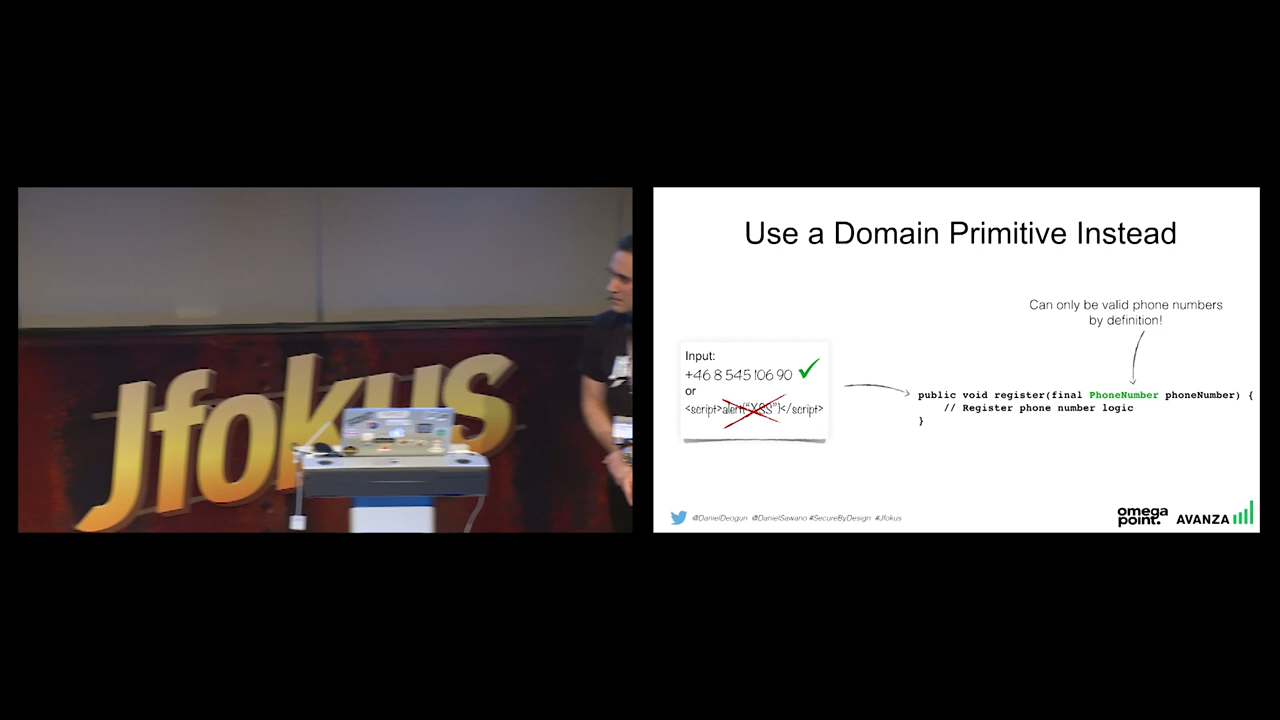 Jfokus
Use a Domain Primitive Instead
Can only be valid phone numbers
by definition!
Input:
+46 8 545 106 90
or
<script>alert("XSS")</script>
public void register(final PhoneNumber phoneNumber) {
// Register phone number logic
}
@DanielDeogun @DanielSawano #SecureByDesign #Jfokus
omega
point.
AVANZA